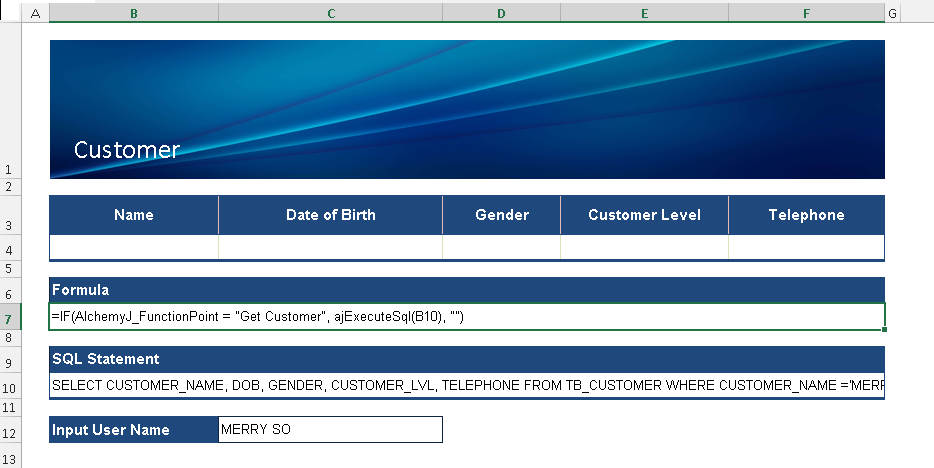 A B C D E F G
1
Customer
2
3 Name Date of Birth Gender Customer Level Telephone
4
5
6 Formula
7 =IF(AlchemyJ_FunctionPoint = "Get Customer", ajExecuteSql(B10), "")
8
9 SQL Statement
10 SELECT CUSTOMER_NAME, DOB, GENDER, CUSTOMER_LVL, TELEPHONE FROM TB_CUSTOMER WHERE CUSTOMER_NAME ='MERR
11
12 Input User Name MERRY SO
13